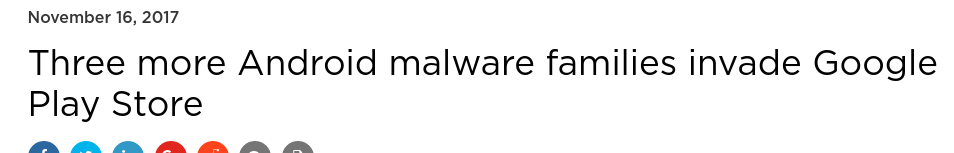 November 16, 2017
Three more Android malware families invade Google
Play Store